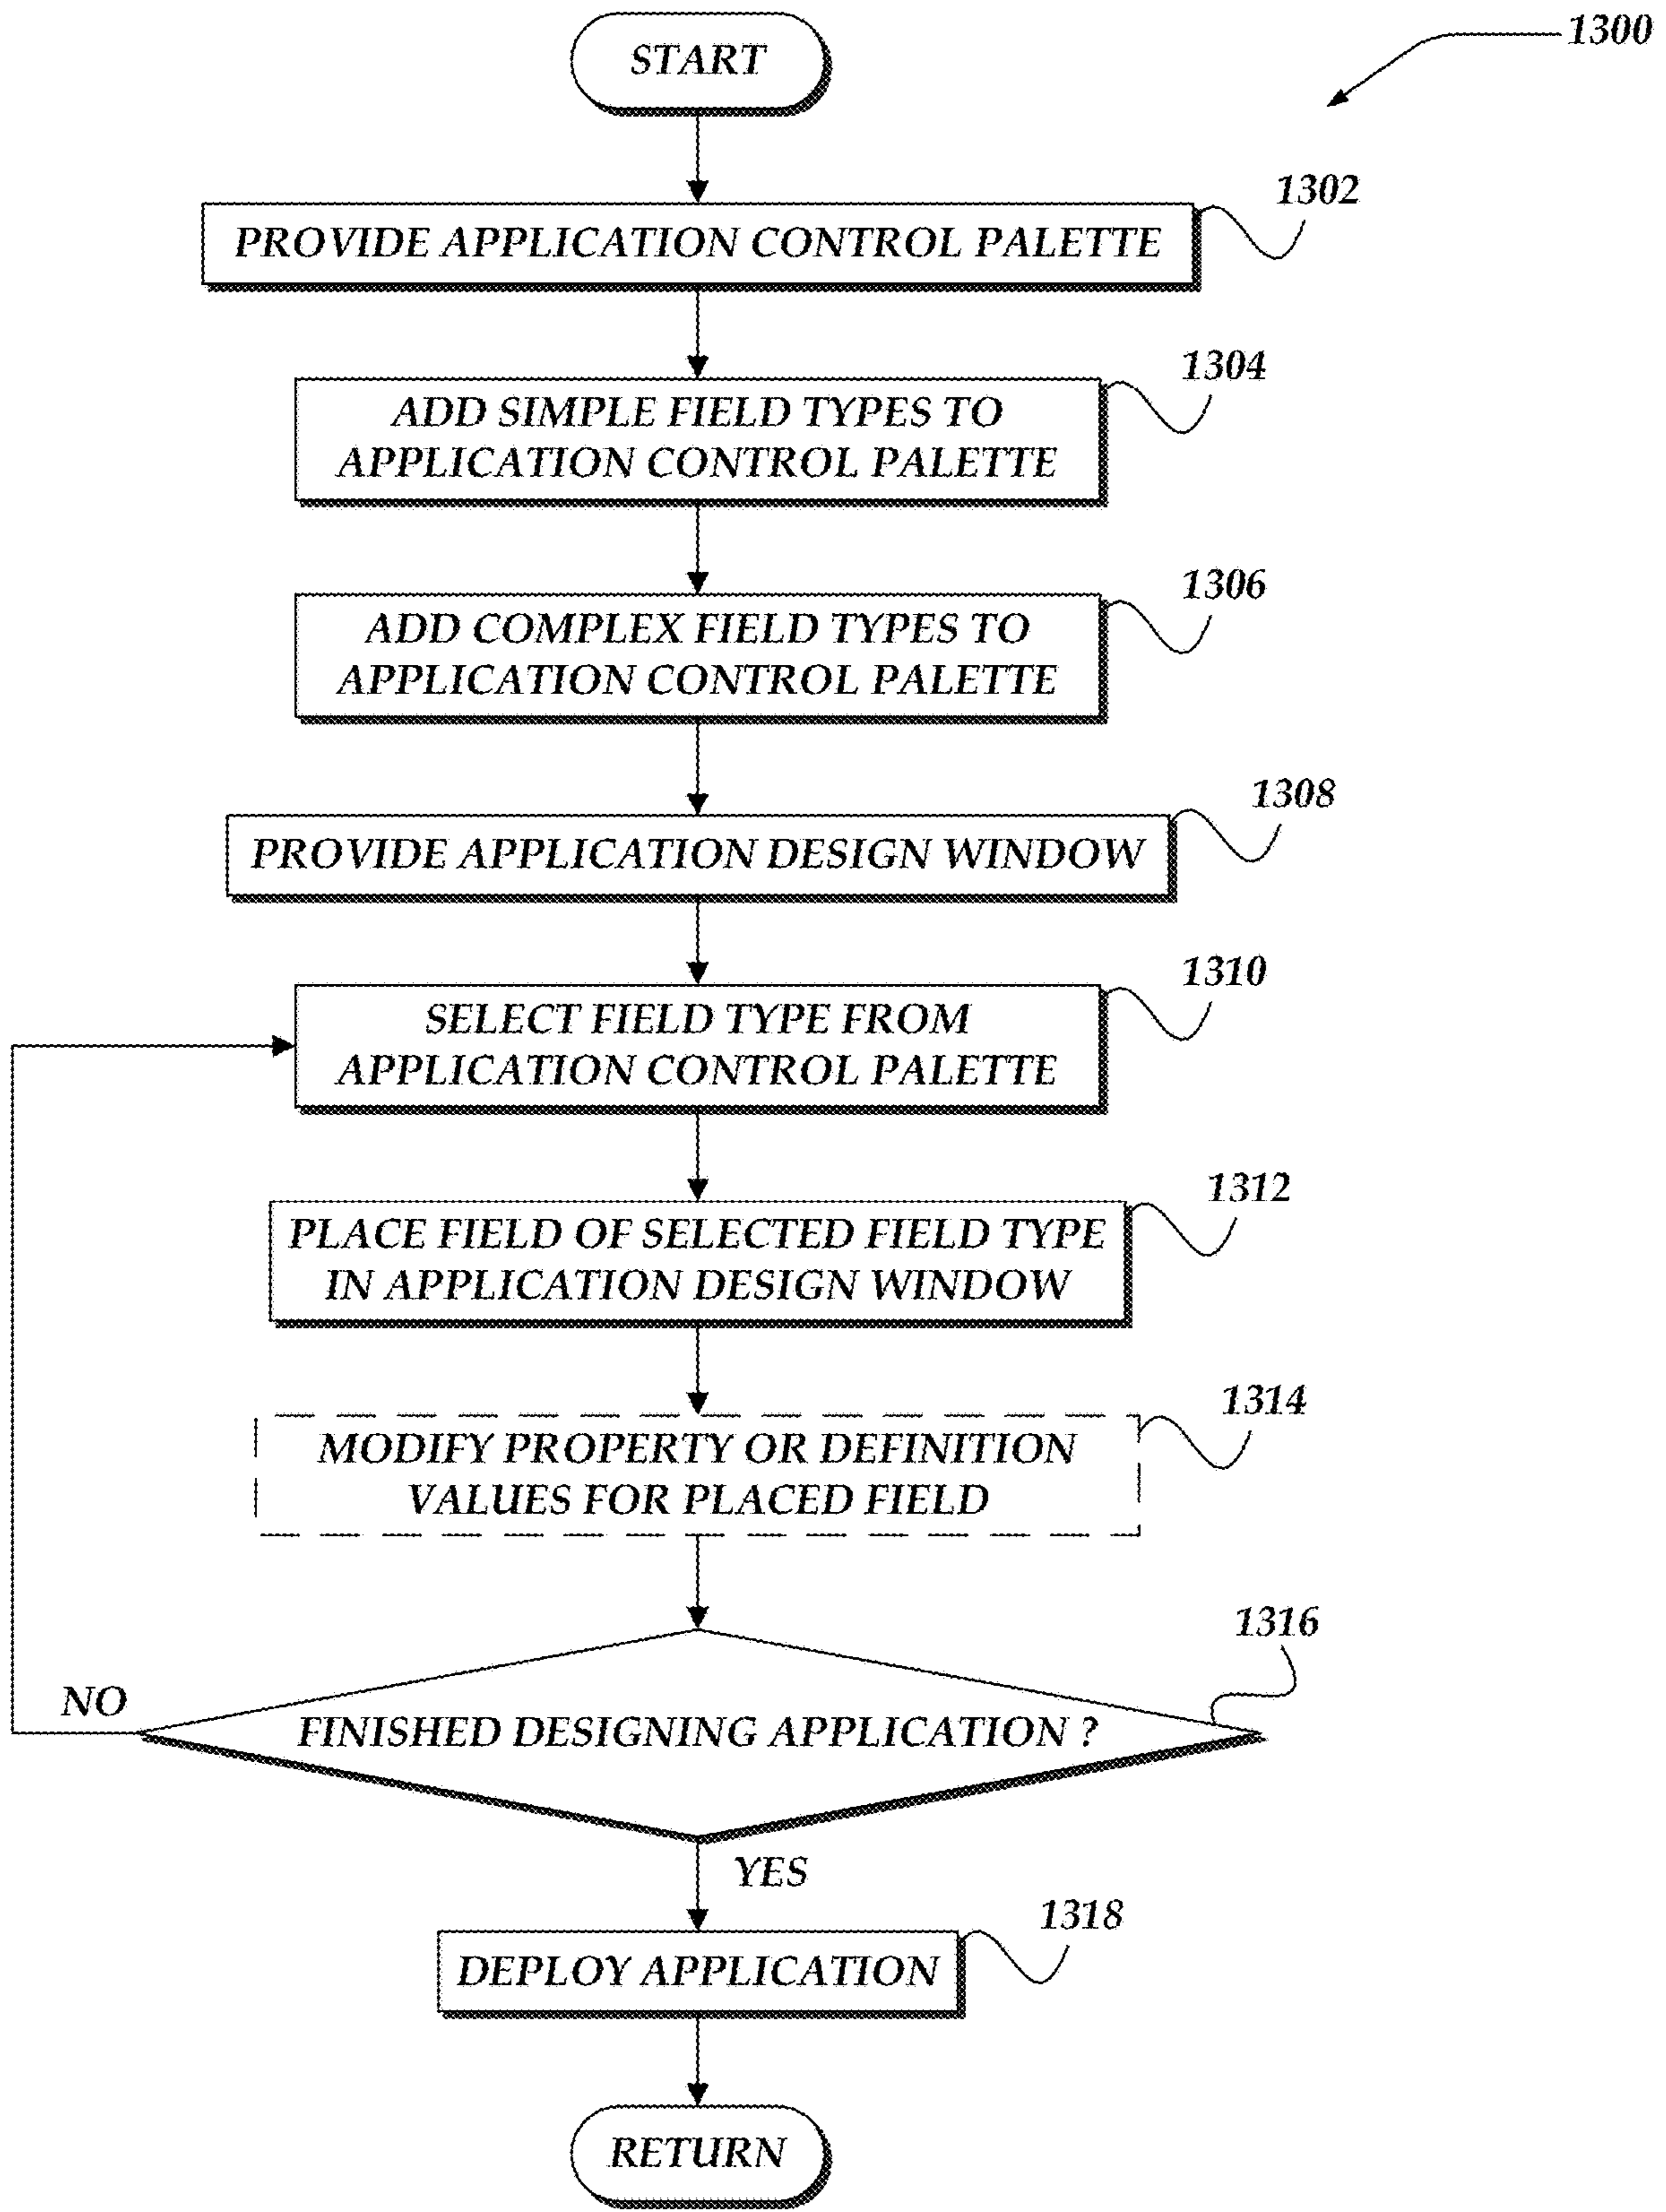 START
1300
1302
PROVIDE APPLICATION CONTROL PALETTE
1304
ADD SIMPLE FIELD TYPES TO
APPLICATION CONTROL PALETTE
1306
ADD COMPLEX FIELD TYPES TO
APPLICATION CONTROL PALETTE
1308
PROVIDE APPLICATION DESIGN WINDOW
1310
SELECT FIELD TYPE FROM
APPLICATION CONTROL PALETTE
1312
PLACE FIELD OF SELECTED FIELD TYPE
IN APPLICATION DESIGN WINDOW
1314
MODIFY PROPERTY OR DEFINITION
VALUES FOR PLACED FIELD
1316
NO
FINISHED DESIGNING APPLICATION ?
YES
1318
DEPLOY APPLICATION
RETURN